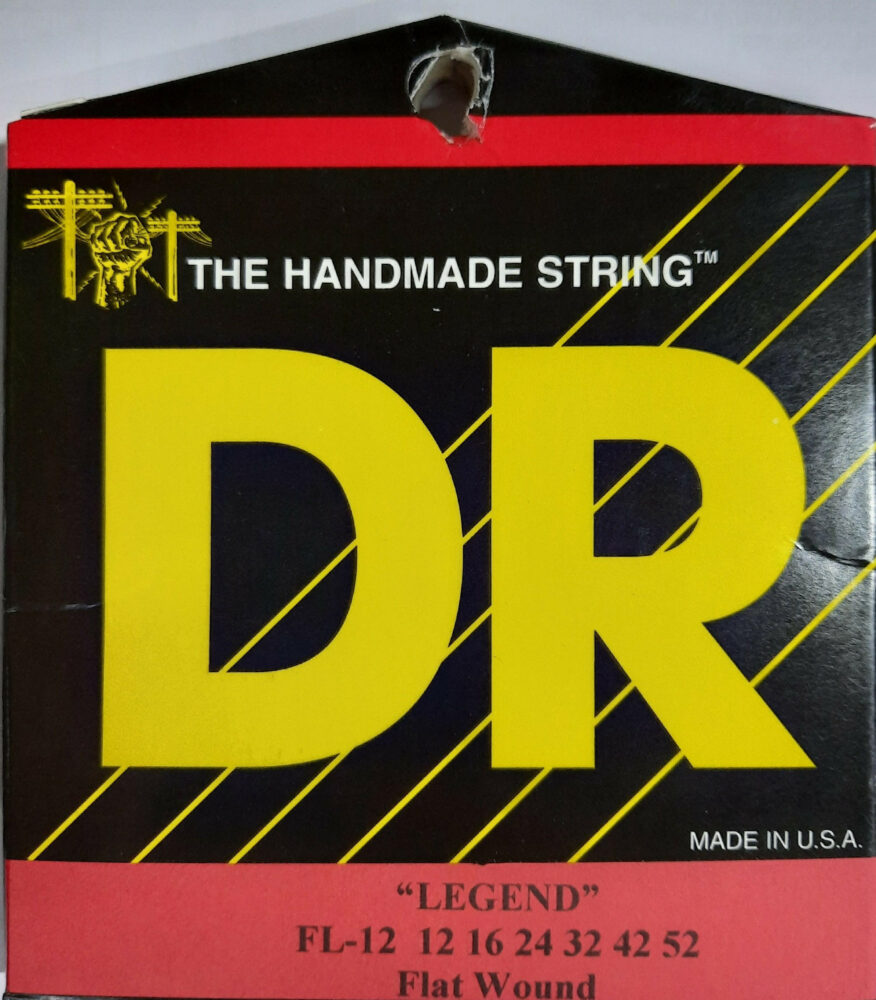 THE HANDMADE STRING™
DR
MADE IN U.S.A.
“LEGEND”
FL-12 12 16 24 32 42 52
Flat Wound